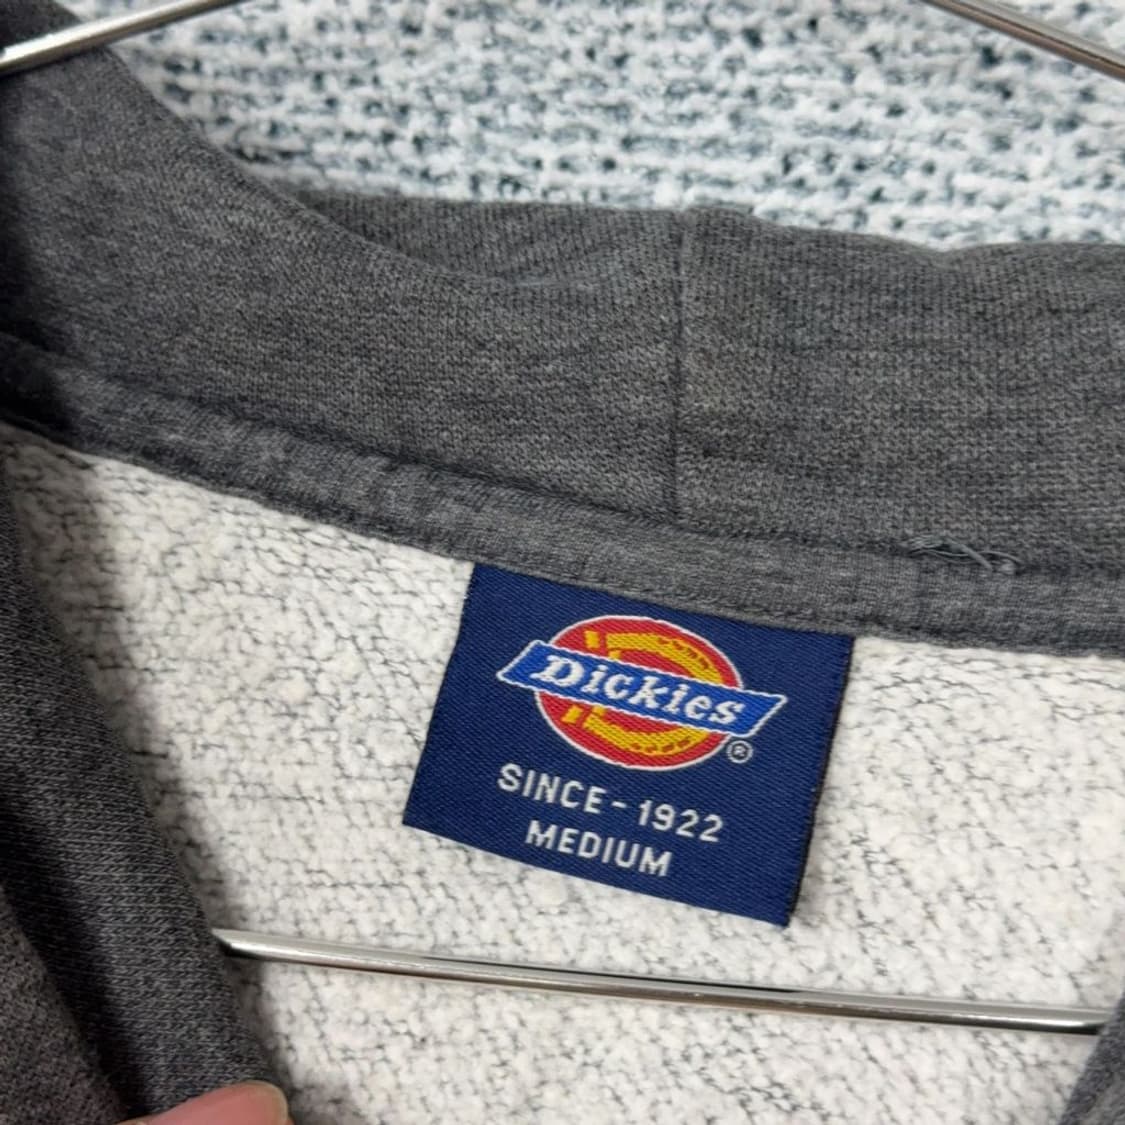 Dickies
®
SINCE - 1922
MEDIUM